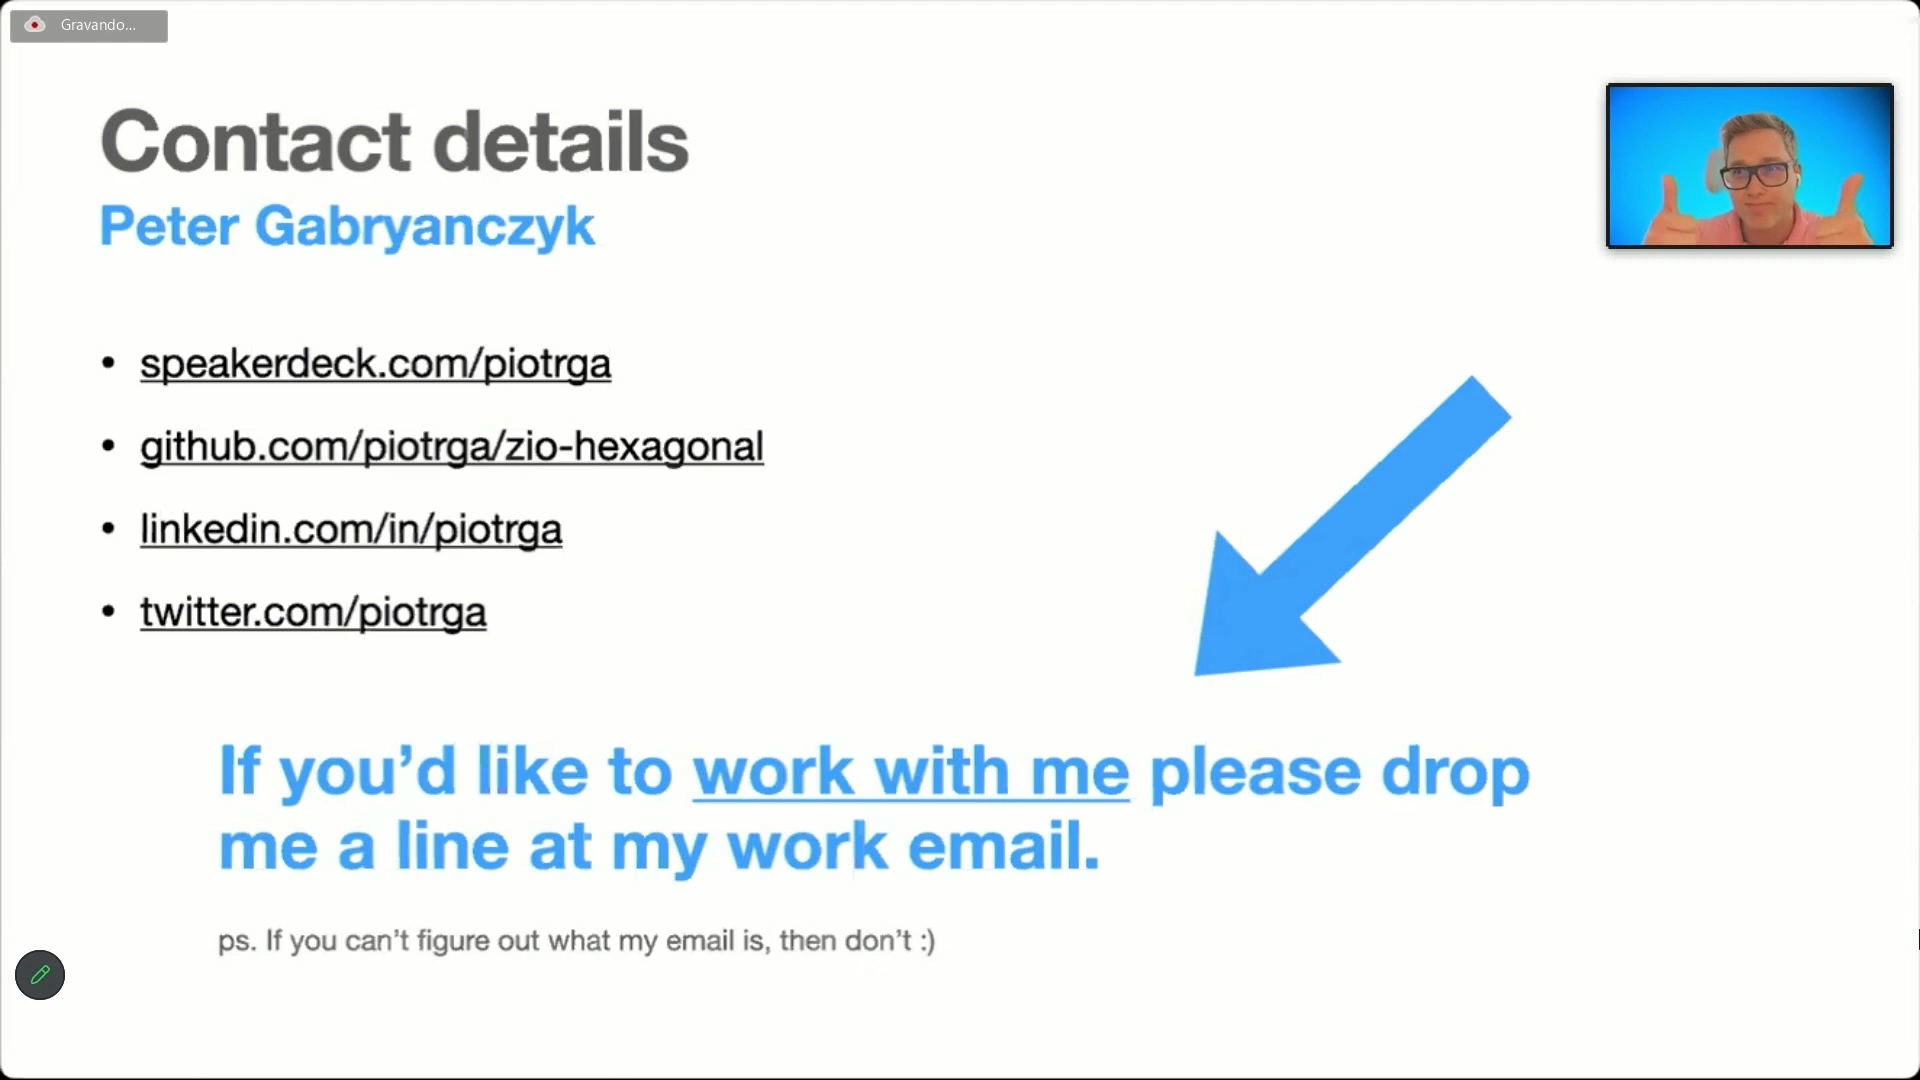 Gravando...
Contact details
Peter Gabryanczyk
• speakerdeck.com/piotrga
• github.com/piotrga/zio-hexagonal
• linkedin.com/in/piotrga
• twitter.com/piotrga
If you’d like to work with me please drop
me a line at my work email.
ps. If you can’t figure out what my email is, then don’t :)